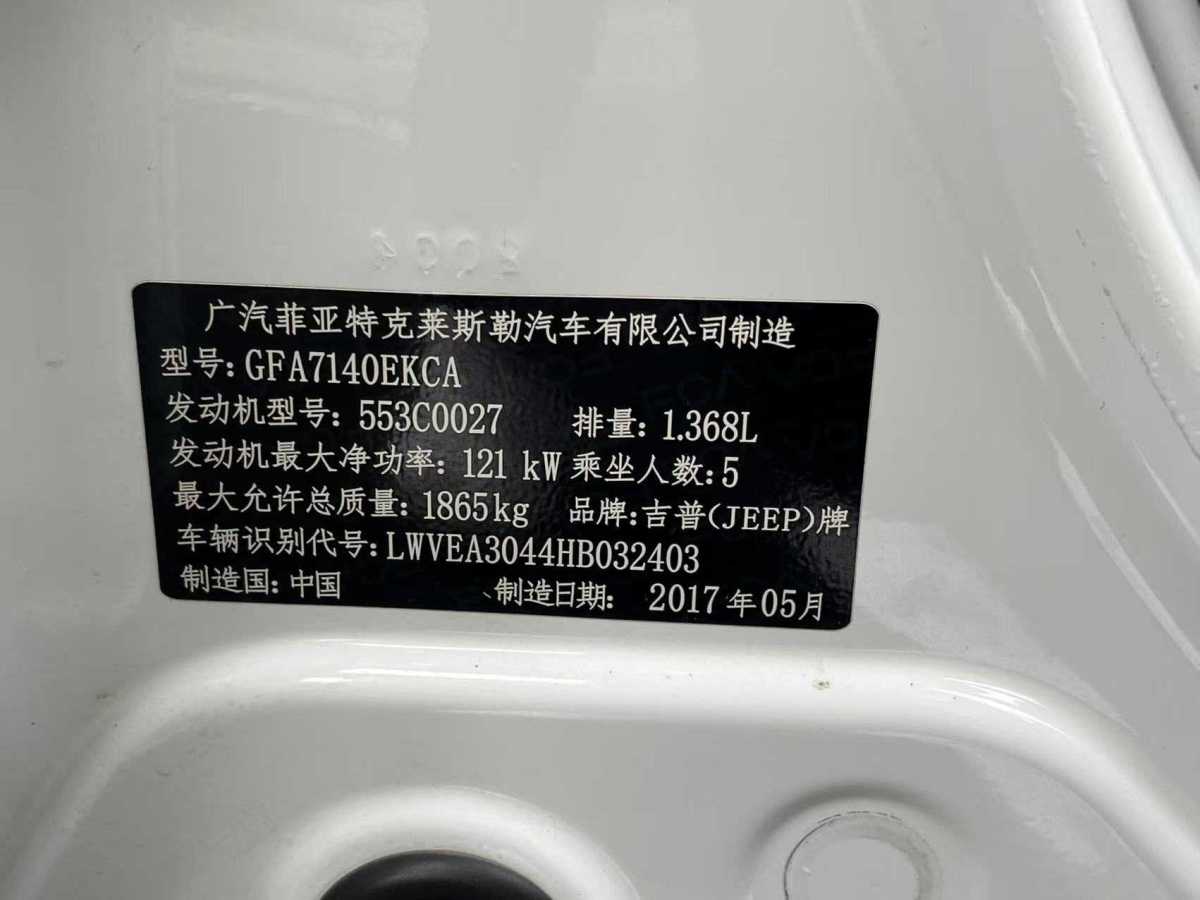 广汽菲亚特克莱斯勒汽车有限公司制造
型号: GFA7140EKCA
发动机型号: 553C0027 排量: 1.368L
发动机最大净功率: 121 kW 乘坐人数: 5
最大允许总质量: 1865kg 品牌: 吉普(JEEP)牌
车辆识别代号: LWVEA3044HB032403
制造国: 中国 、制造日期: 2017年05月